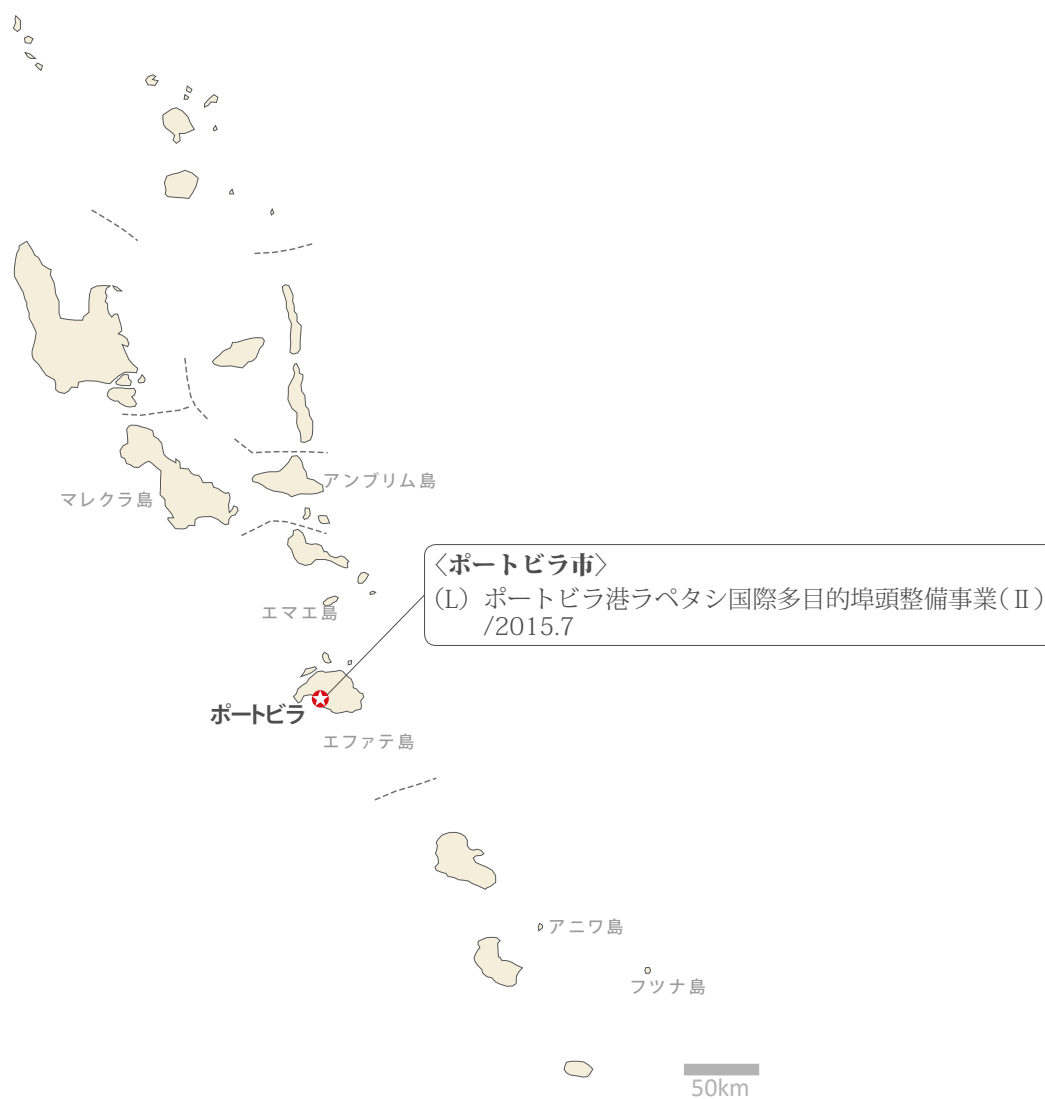 アンブリム島
マレクラ島
〈ポートビラ市〉
(L) ポートビラ港ラペタシ国際多目的埠頭整備事業(Ⅱ)
/2015.7
エマエ島
ポートビラ
エファテ島
アニワ島
フツナ島
50km